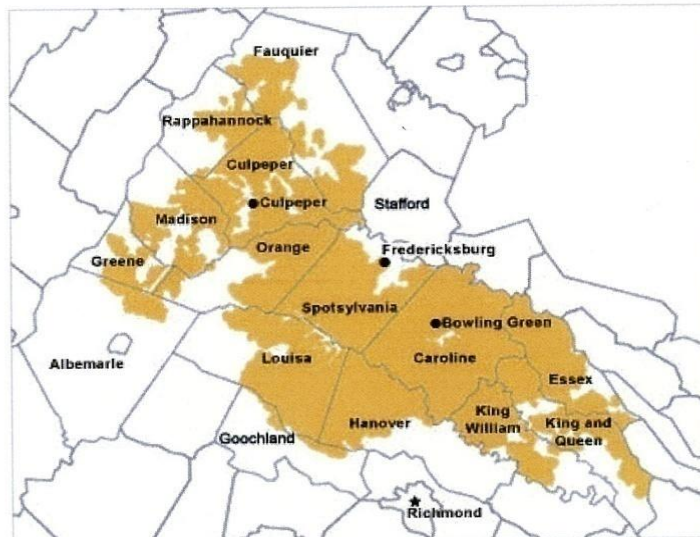 Fauquier
Rappahannock
Culpeper
Culpeper
Stafford
Madison
Orange
Fredericksburg
Greene
Spotsylvania
Bowling Green
Louisa
Caroline
Albemarle
Essex
King
William
King and
Queen
Hanover
Goochland
Richmond